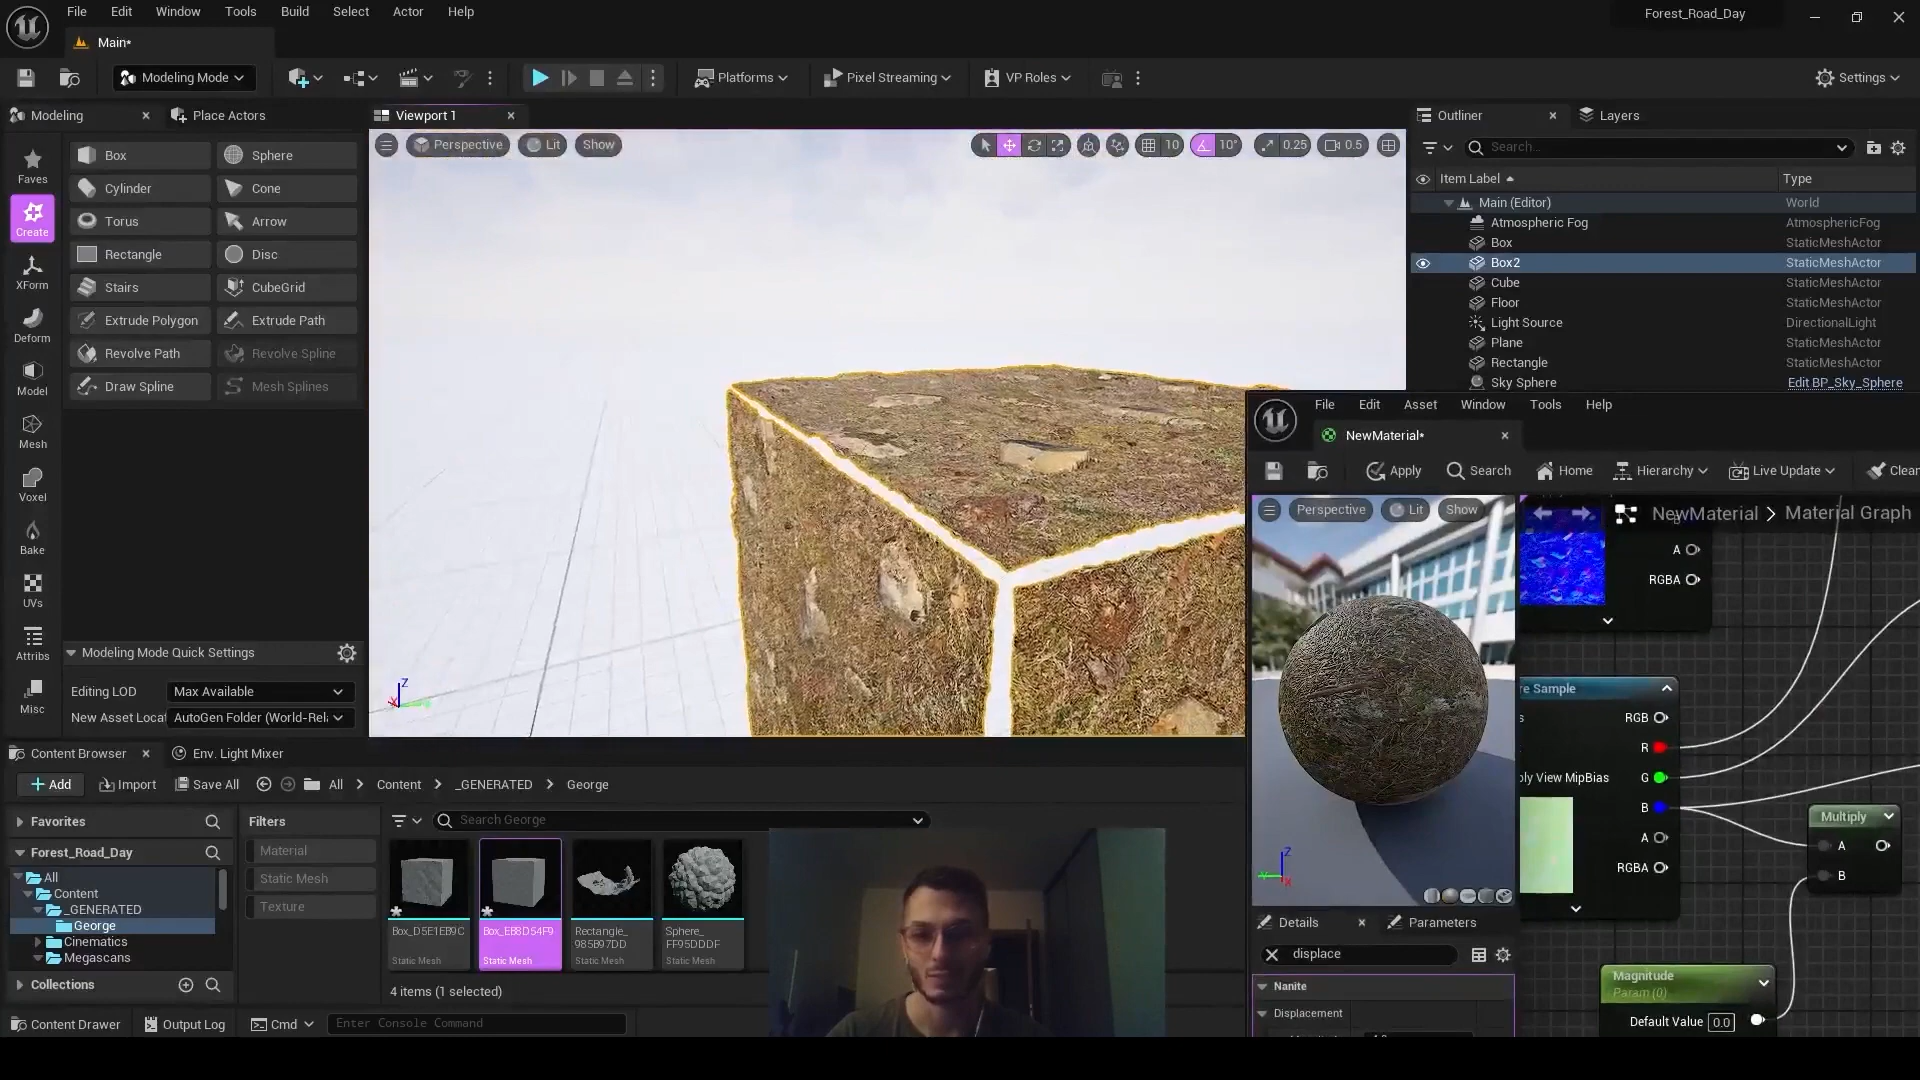 File Edit Window Tools Build Select Actor Help
Forest_Road_Day
Main*
Modeling Mode
Platforms
Pixel Streaming
VP Roles
Settings
Modeling
Place Actors
Viewport 1
Outliner
Layers
Perspective
Lit
Show
10
10°
0.25
0.5
Search...
Item Label
Type
Main (Editor) World
Atmospheric Fog AtmosphericFog
Box StaticMeshActor
Box2 StaticMeshActor
Cube StaticMeshActor
Floor StaticMeshActor
Light Source DirectionalLight
Plane StaticMeshActor
Rectangle StaticMeshActor
Sky Sphere Edit BP_Sky_Sphere
Faves
Create
XForm
Deform
Model
Mesh
Voxel
Bake
UVs
Attribs
Misc
Box Sphere
Cylinder Cone
Torus Arrow
Rectangle Disc
Stairs CubeGrid
Extrude Polygon Extrude Path
Revolve Path Revolve Spline
Draw Spline Mesh Splines
Modeling Mode Quick Settings
Editing LOD Max Available
New Asset Locat AutoGen Folder (World-Rel
Z
File Edit Asset Window Tools Help
NewMaterial*
Apply
Search
Home
Hierarchy
Live Update
Clean
Perspective
Lit
Show
NewMaterial > Material Graph
A
RGBA
re Sample
RGB
R
ply View MipBias G
B
A
RGBA
Multiply
A
B
Magnitude
Param (0)
Default Value 0.0
Z
Details
Parameters
displace
Nanite
Displacement
Content Browser
Env. Light Mixer
Add
Import
Save All
All > Content > _GENERATED > George
Favorites
Forest_Road_Day
All
Content
_GENERATED
George
Cinematics
Megascans
Collections
Filters
Material
Static Mesh
Texture
Search George
Box_D5E1EB9C
Static Mesh
Box_EB8D54F9
Static Mesh
Rectangle_
985B97DD
Static Mesh
Sphere_
FF95DDDF
Static Mesh
4 items (1 selected)
Content Drawer
Output Log
Cmd
Enter Console Command